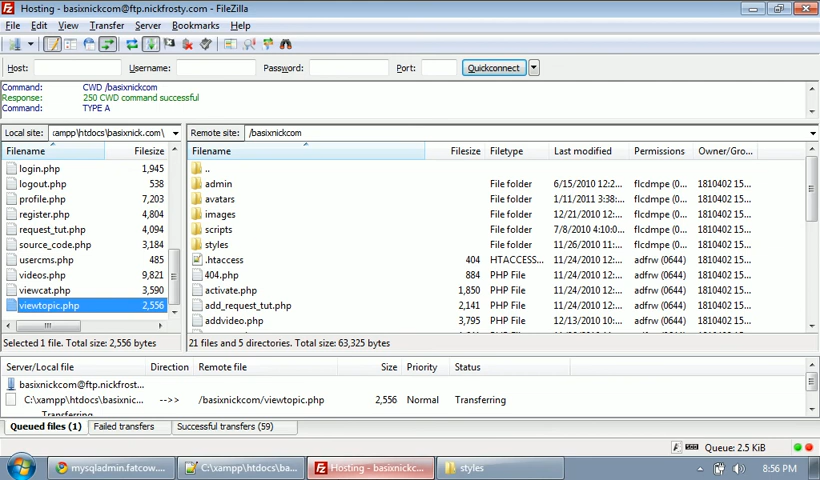 Hosting - basixnickcom@ftp.nickfrosty.com - FileZilla
File Edit View Transfer Server Bookmarks Help
Host: Username: Password: Port: Quickconnect
Command: CWD /basixnickcom
Response: 250 CWD command successful
Command: TYPE A
Local site: xampp\htdocs\basixnick.com\ Remote site: /basixnickcom
Filename Filesize Filename Filesize Filetype Last modified Permissions Owner/Gro...
login.php 1,945 ..
logout.php 538 admin File folder 6/15/2010 12:2... flcdmpe (0... 1810402 15...
profile.php 7,203 avatars File folder 1/11/2011 3:38:... flcdmpe (0... 1810402 15...
register.php 4,804 images File folder 12/21/2010 11:... flcdmpe (0... 1810402 15...
request_tut.php 4,094 scripts File folder 7/8/2010 4:10:0... flcdmpe (0... 1810402 15...
source_code.php 3,184 styles File folder 11/26/2010 11:... flcdmpe (0... 1810402 15...
usercms.php 485 .htaccess 404 HTACCESS... 11/24/2010 12:... adfrw (0644) 1810402 15...
videos.php 9,821 404.php 884 PHP File 11/24/2010 12:... adfrw (0644) 1810402 15...
viewcat.php 3,590 activate.php 1,850 PHP File 11/24/2010 12:... adfrw (0644) 1810402 15...
viewtopic.php 2,556 add_request_tut.php 2,141 PHP File 11/24/2010 12:... adfrw (0644) 1810402 15...
addvideo.php 3,795 PHP File 12/13/2010 10:... adfrw (0644) 1810402 15...
Selected 1 file. Total size: 2,556 bytes 21 files and 5 directories. Total size: 63,325 bytes
Server/Local file Direction Remote file Size Priority Status
basixnickcom@ftp.nickfrost...
C:\xampp\htdocs\basixnic... -->> /basixnickcom/viewtopic.php 2,556 Normal Transferring
Transferring
Queued files (1) Failed transfers Successful transfers (59)
Queue: 2.5 KiB
mysqladmin.fatcow.... C:\xampp\htdocs\ba... Hosting - basixnickc... styles 8:56 PM